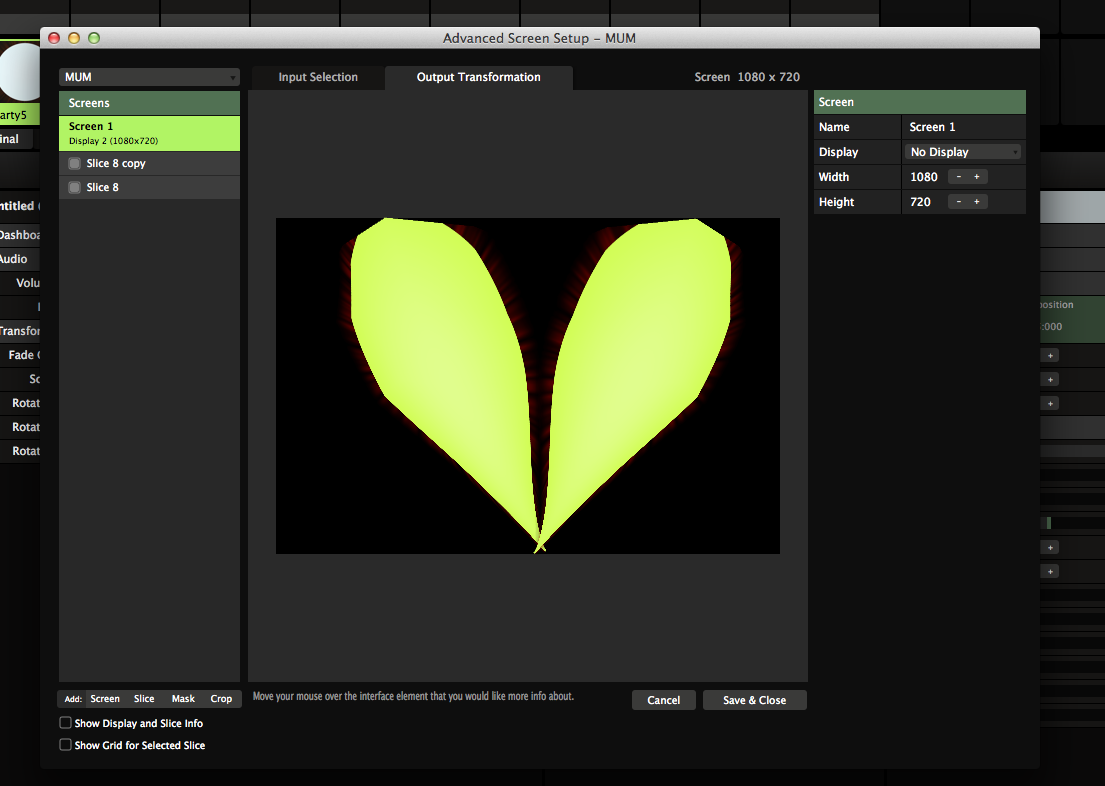 Advanced Screen Setup – MUM
MUM
Input Selection
Output Transformation
Screen 1080 x 720
Screens
Screen
Screen 1
Display 2 (1080x720)
Name
Screen 1
Slice 8 copy
Display
No Display
Slice 8
Width
1080
- +
Height
720
- +
arty5
inal
ntitled
Dashboa
Audio
Volu
Transfor
Fade
Sc
Rotat
Rotat
Rotat
osition
:000
+
+
+
+
+
Add: Screen Slice Mask Crop
Move your mouse over the interface element that you would like more info about.
Cancel
Save & Close
Show Display and Slice Info
Show Grid for Selected Slice